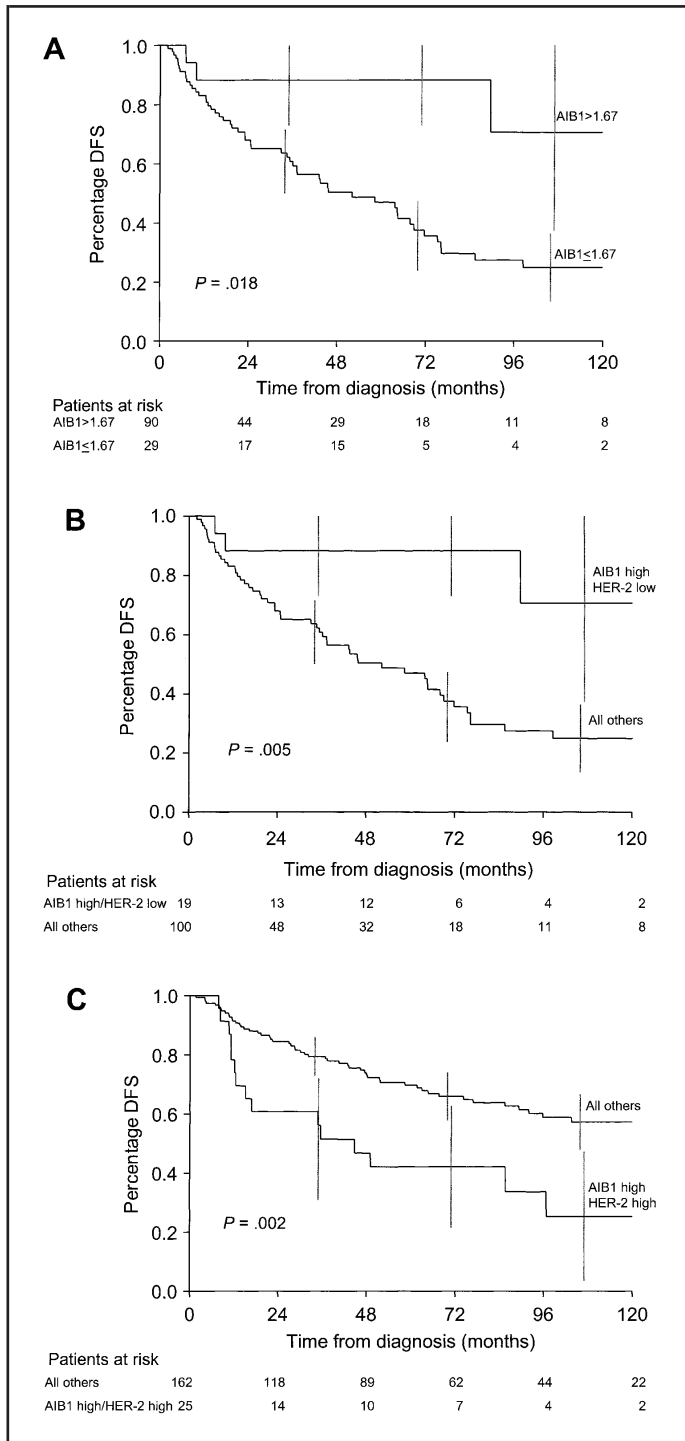 A
Percentage DFS
1.0
0.8
0.6
0.4
0.2
0.0
AIB1>1.67
AIB1≤1.67
P = .018
0 24 48 72 96 120
Time from diagnosis (months)
Patients at risk
AIB1>1.67 90 44 29 18 11 8
AIB1≤1.67 29 17 15 5 4 2
B
Percentage DFS
1.0
0.8
0.6
0.4
0.2
0.0
AIB1 high
HER-2 low
All others
P = .005
0 24 48 72 96 120
Time from diagnosis (months)
Patients at risk
AIB1 high/HER-2 low 19 13 12 6 4 2
All others 100 48 32 18 11 8
C
Percentage DFS
1.0
0.8
0.6
0.4
0.2
0.0
All others
AIB1 high
HER-2 high
P = .002
0 24 48 72 96 120
Time from diagnosis (months)
Patients at risk
All others 162 118 89 62 44 22
AIB1 high/HER-2 high 25 14 10 7 4 2